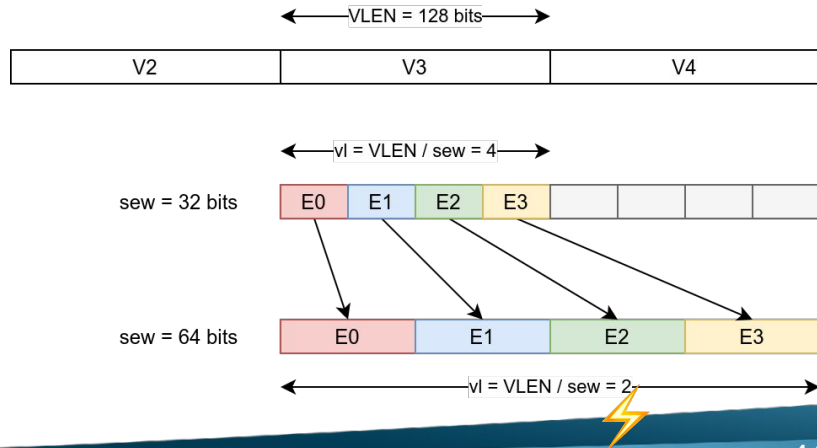 VLEN = 128 bits
V2 V3 V4
vl = VLEN / sew = 4
sew = 32 bits E0 E1 E2 E3
sew = 64 bits E0 E1 E2 E3
vl = VLEN / sew = 2